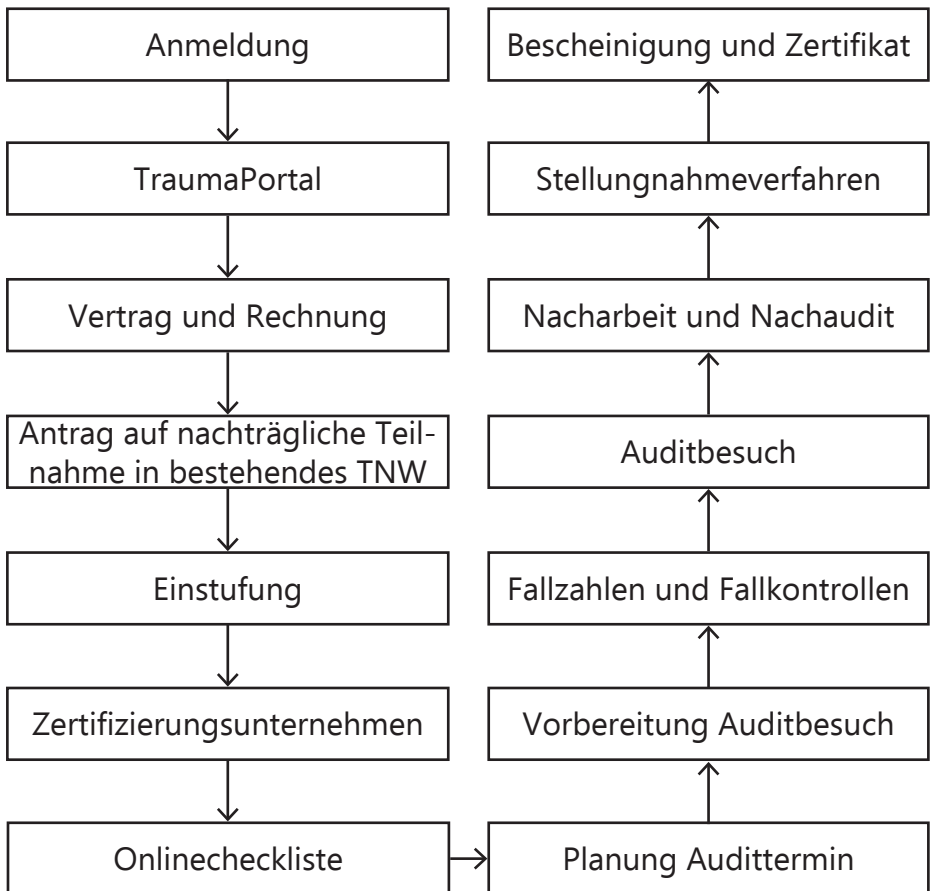 Anmeldung
TraumaPortal
Vertrag und Rechnung
Antrag auf nachträgliche Teil-
nahme in bestehendes TNW
Einstufung
Zertifizierungsunternehmen
Onlinecheckliste
Planung Audittermin
Vorbereitung Auditbesuch
Fallzahlen und Fallkontrollen
Auditbesuch
Nacharbeit und Nachaudit
Stellungnahmeverfahren
Bescheinigung und Zertifikat